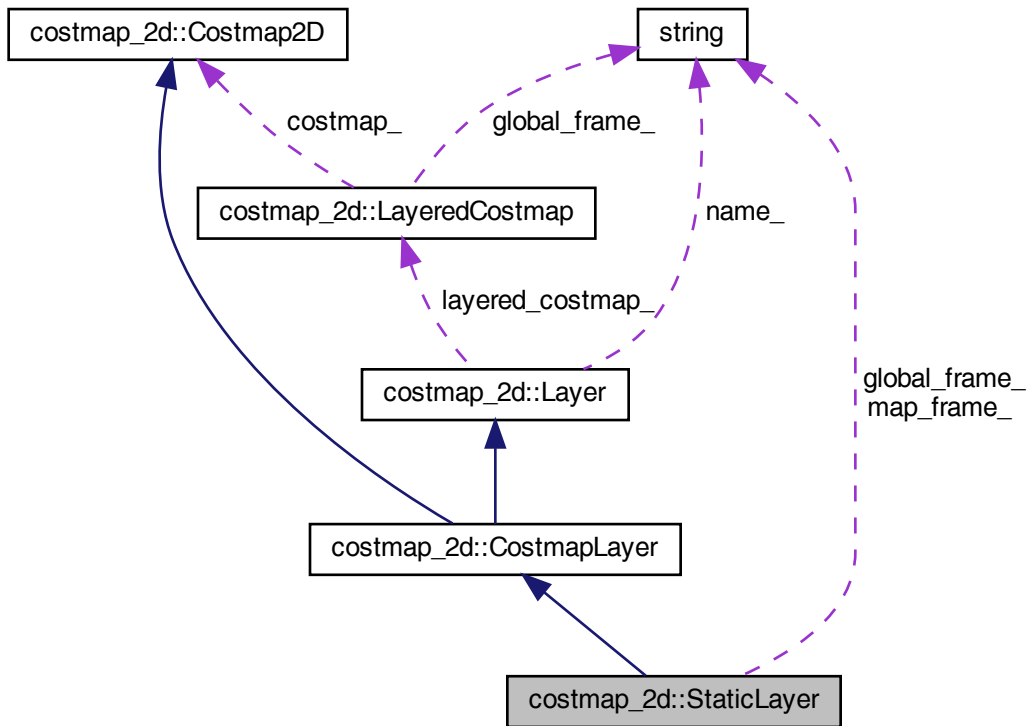 costmap_2d::Costmap2D
string
costmap_
global_frame_
costmap_2d::LayeredCostmap
name_
layered_costmap_
costmap_2d::Layer
global_frame_
map_frame_
costmap_2d::CostmapLayer
costmap_2d::StaticLayer